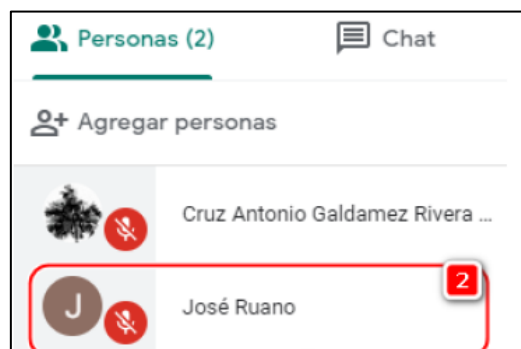 Personas (2) Chat
Agregar personas
Cruz Antonio Galdamez Rivera ...
2
J José Ruano